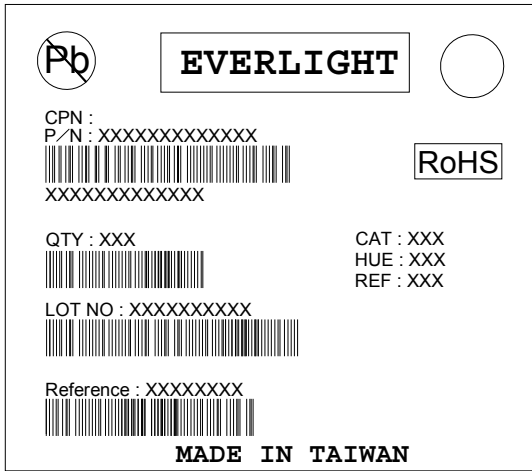 Pb
EVERLIGHT
CPN :
P/N : XXXXXXXXXXXXX
RoHS
XXXXXXXXXXXXX
QTY : XXX
CAT : XXX
HUE : XXX
REF : XXX
LOT NO : XXXXXXXXXX
Reference : XXXXXXXX
MADE IN TAIWAN